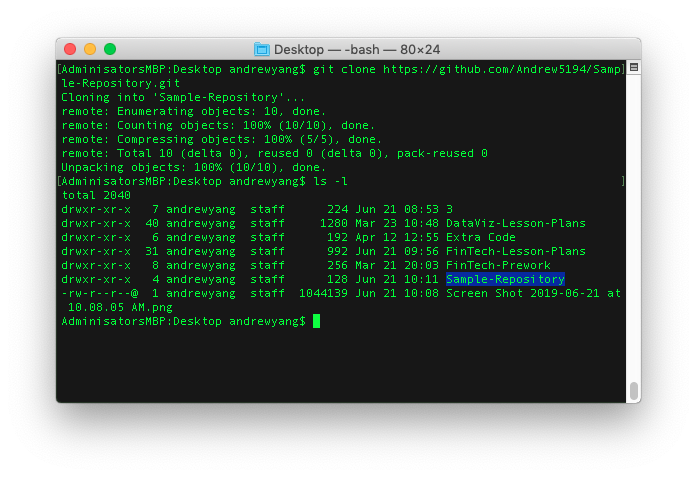 Desktop — -bash — 80×24
[AdminisatorsMBP:Desktop andrewyang$ git clone https://github.com/Andrew5194/Samp]
le-Repository.git
Cloning into 'Sample-Repository'...
remote: Enumerating objects: 10, done.
remote: Counting objects: 100% (10/10), done.
remote: Compressing objects: 100% (5/5), done.
remote: Total 10 (delta 0), reused 0 (delta 0), pack-reused 0
Unpacking objects: 100% (10/10), done.
[AdminisatorsMBP:Desktop andrewyang$ ls -l ]
total 2040
drwxr-xr-x   7 andrewyang  staff      224 Jun 21 08:53 3
drwxr-xr-x  40 andrewyang  staff     1280 Mar 23 10:48 DataViz-Lesson-Plans
drwxr-xr-x   6 andrewyang  staff      192 Apr 12 12:55 Extra Code
drwxr-xr-x  31 andrewyang  staff      992 Jun 21 09:56 FinTech-Lesson-Plans
drwxr-xr-x   8 andrewyang  staff      256 Mar 21 20:03 FinTech-Prework
drwxr-xr-x   4 andrewyang  staff      128 Jun 21 10:11 Sample-Repository
-rw-r--r--@  1 andrewyang  staff  1044139 Jun 21 10:08 Screen Shot 2019-06-21 at
 10.08.05 AM.png
AdminisatorsMBP:Desktop andrewyang$